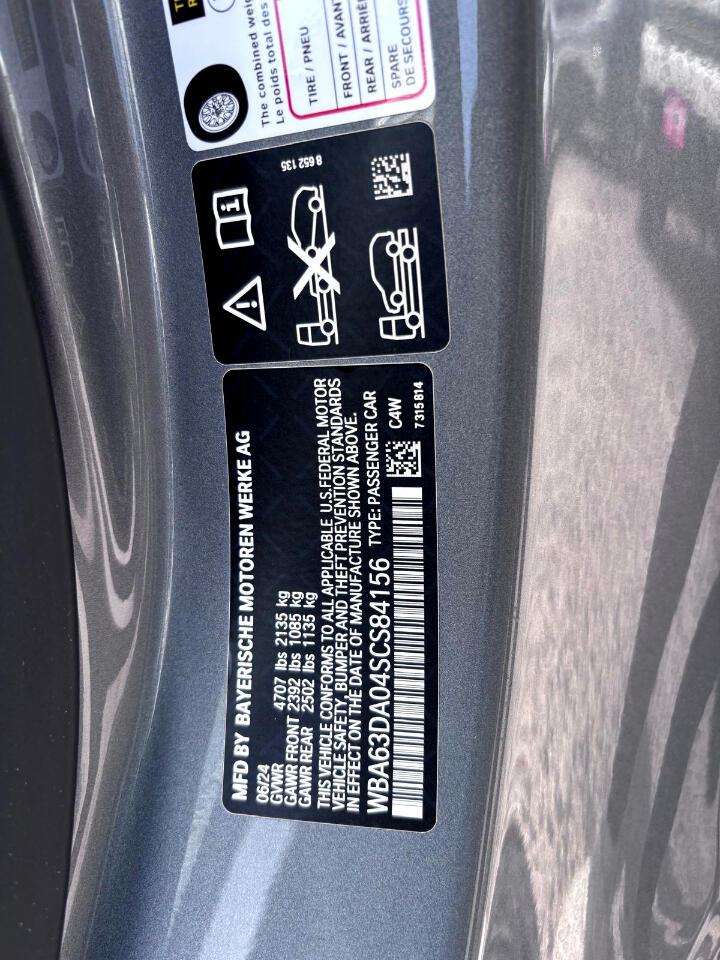 MFD BY BAYERISCHE MOTOREN WERKE AG
06/24
GVWR 4707 lbs 2135 kg
GAWR FRONT 2392 lbs 1085 kg
GAWR REAR 2502 lbs 1135 kg
THIS VEHICLE CONFORMS TO ALL APPLICABLE U.S.FEDERAL MOTOR
VEHICLE SAFETY, BUMPER AND THEFT PREVENTION STANDARDS
IN EFFECT ON THE DATE OF MANUFACTURE SHOWN ABOVE.
WBA63DA04SCS84156 TYPE: PASSENGER CAR
C4W
7 315 814
8 652 135
The combined wei
Le poids total des
TIRE / PNEU
FRONT / AVANT
REAR / ARRIÈ
SPARE
DE SECOURS